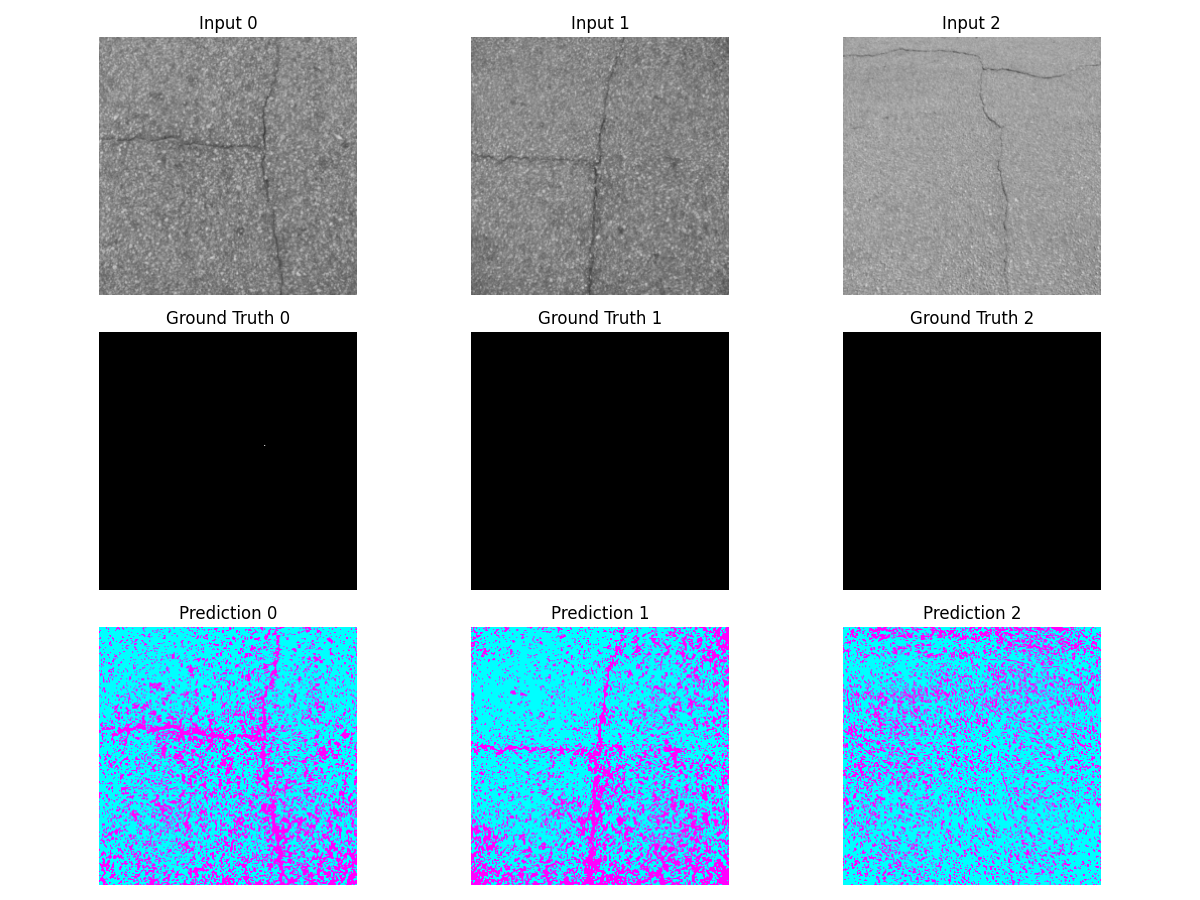 Input 0
Input 1
Input 2
Ground Truth 0
Ground Truth 1
Ground Truth 2
Prediction 0
Prediction 1
Prediction 2